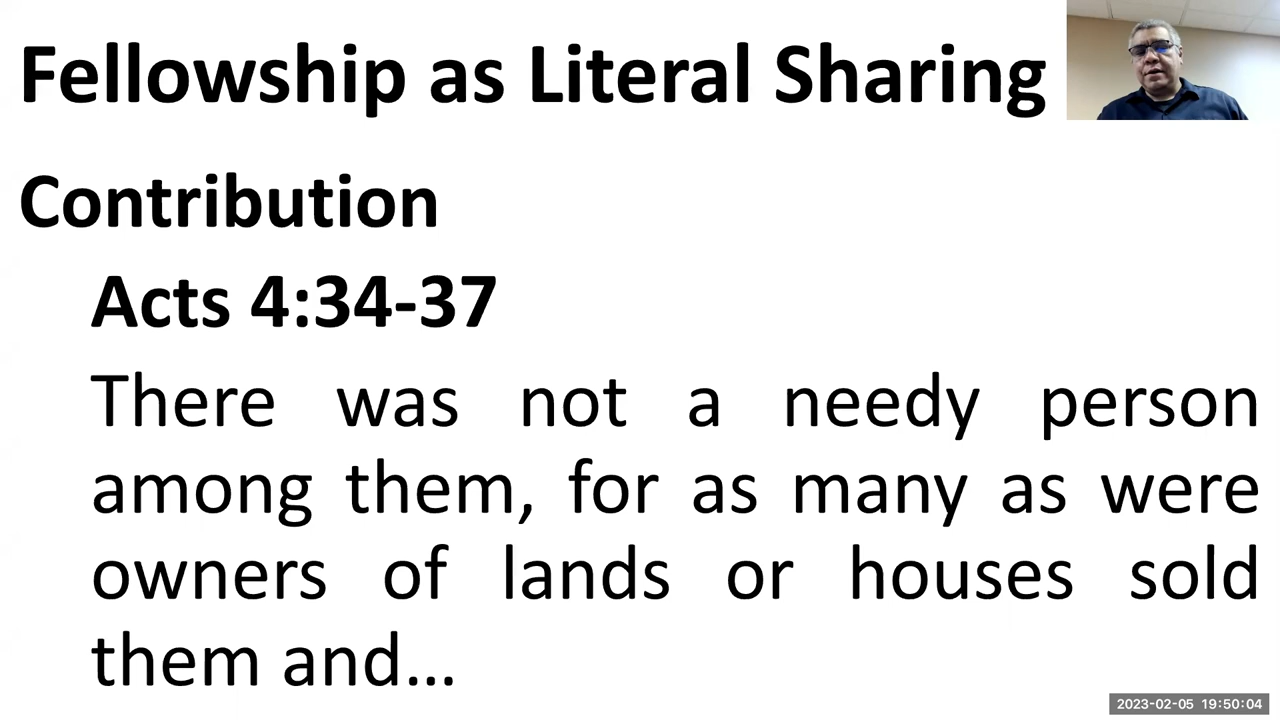 Fellowship as Literal Sharing
Contribution
Acts 4:34-37
There was not a needy person
among them, for as many as were
owners of lands or houses sold
them and...
2023-02-05 19:50:04